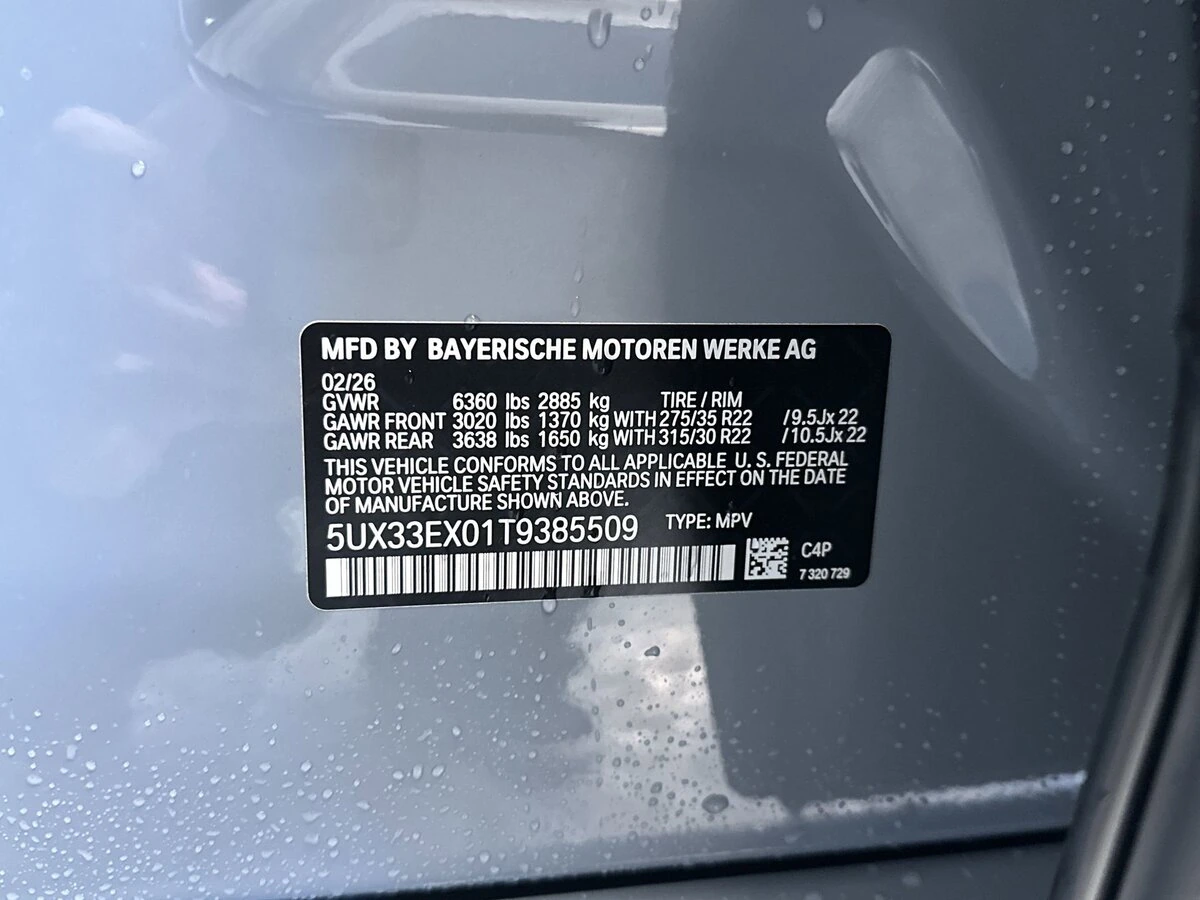 MFD BY BAYERISCHE MOTOREN WERKE AG
02/26
GVWR 6360 lbs 2885 kg TIRE / RIM
GAWR FRONT 3020 lbs 1370 kg WITH 275/35 R22 /9.5Jx 22
GAWR REAR 3638 lbs 1650 kg WITH 315/30 R22 /10.5Jx 22
THIS VEHICLE CONFORMS TO ALL APPLICABLE U. S. FEDERAL
MOTOR VEHICLE SAFETY STANDARDS IN EFFECT ON THE DATE
OF MANUFACTURE SHOWN ABOVE.
5UX33EX01T9385509 TYPE: MPV
C4P
7 320 729